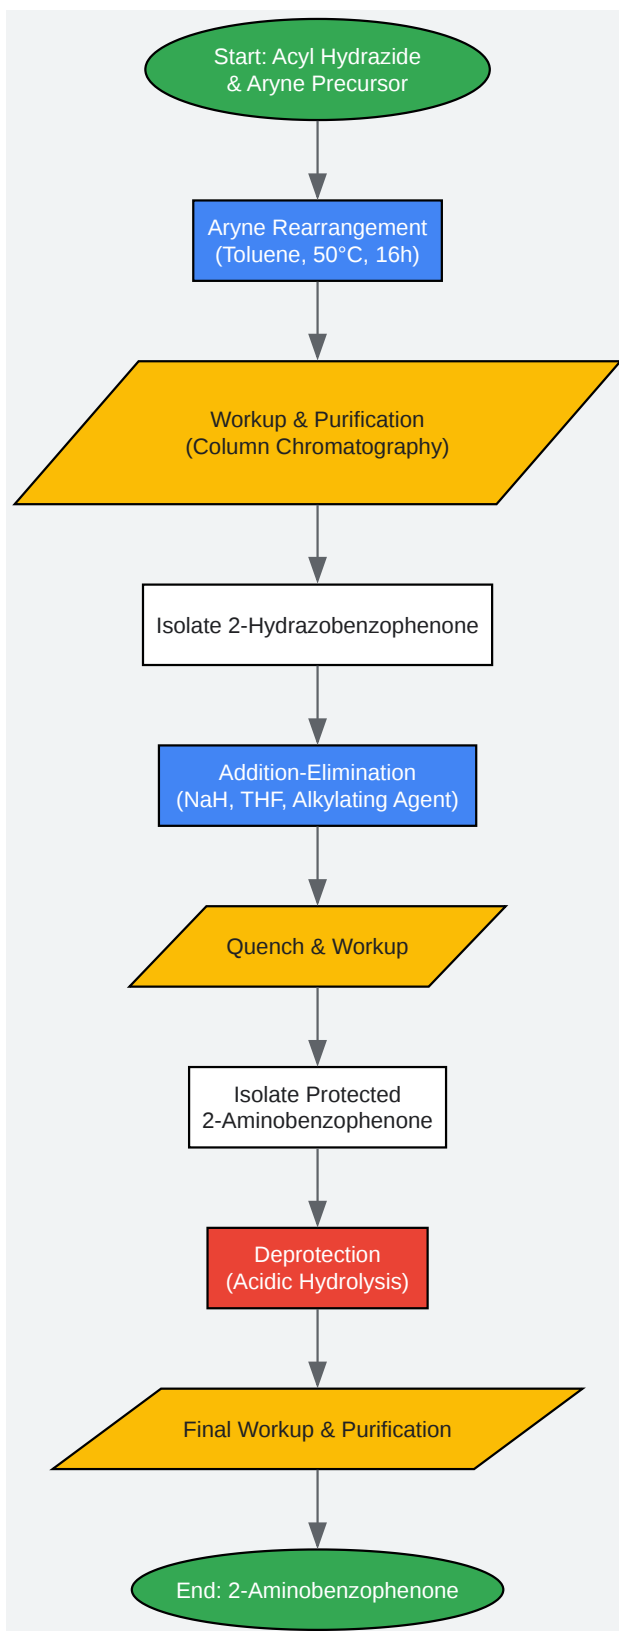 Start: Acyl Hydrazide
& Aryne Precursor
Aryne Rearrangement
(Toluene, 50°C, 16h)
Workup & Purification
(Column Chromatography)
Isolate 2-Hydrazobenzophenone
Addition-Elimination
(NaH, THF, Alkylating Agent)
Quench & Workup
Isolate Protected
2-Aminobenzophenone
Deprotection
(Acidic Hydrolysis)
Final Workup & Purification
End: 2-Aminobenzophenone